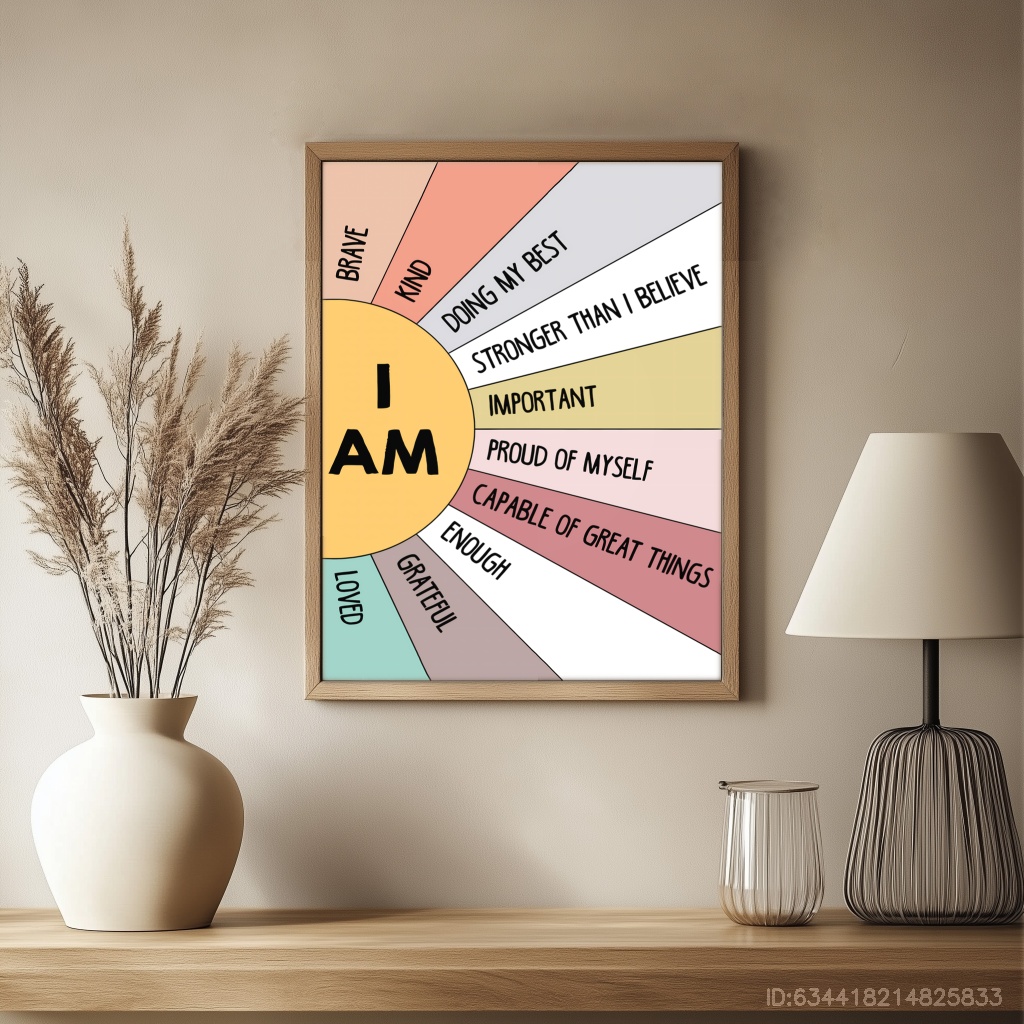 I
AM
BRAVE
KIND
DOING MY BEST
STRONGER THAN I BELIEVE
IMPORTANT
PROUD OF MYSELF
CAPABLE OF GREAT THINGS
ENOUGH
GRATEFUL
LOVED
ID:634418214825833